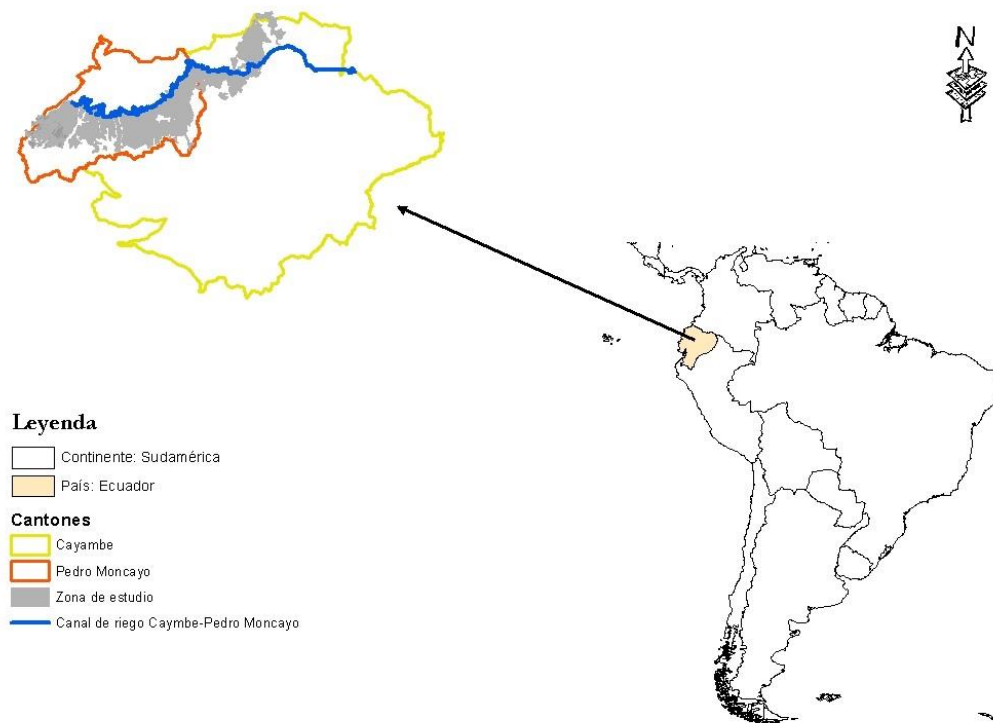 N
Leyenda
Continente: Sudamérica
País: Ecuador
Cantones
Cayambe
Pedro Moncayo
Zona de estudio
Canal de riego Caymbe-Pedro Moncayo